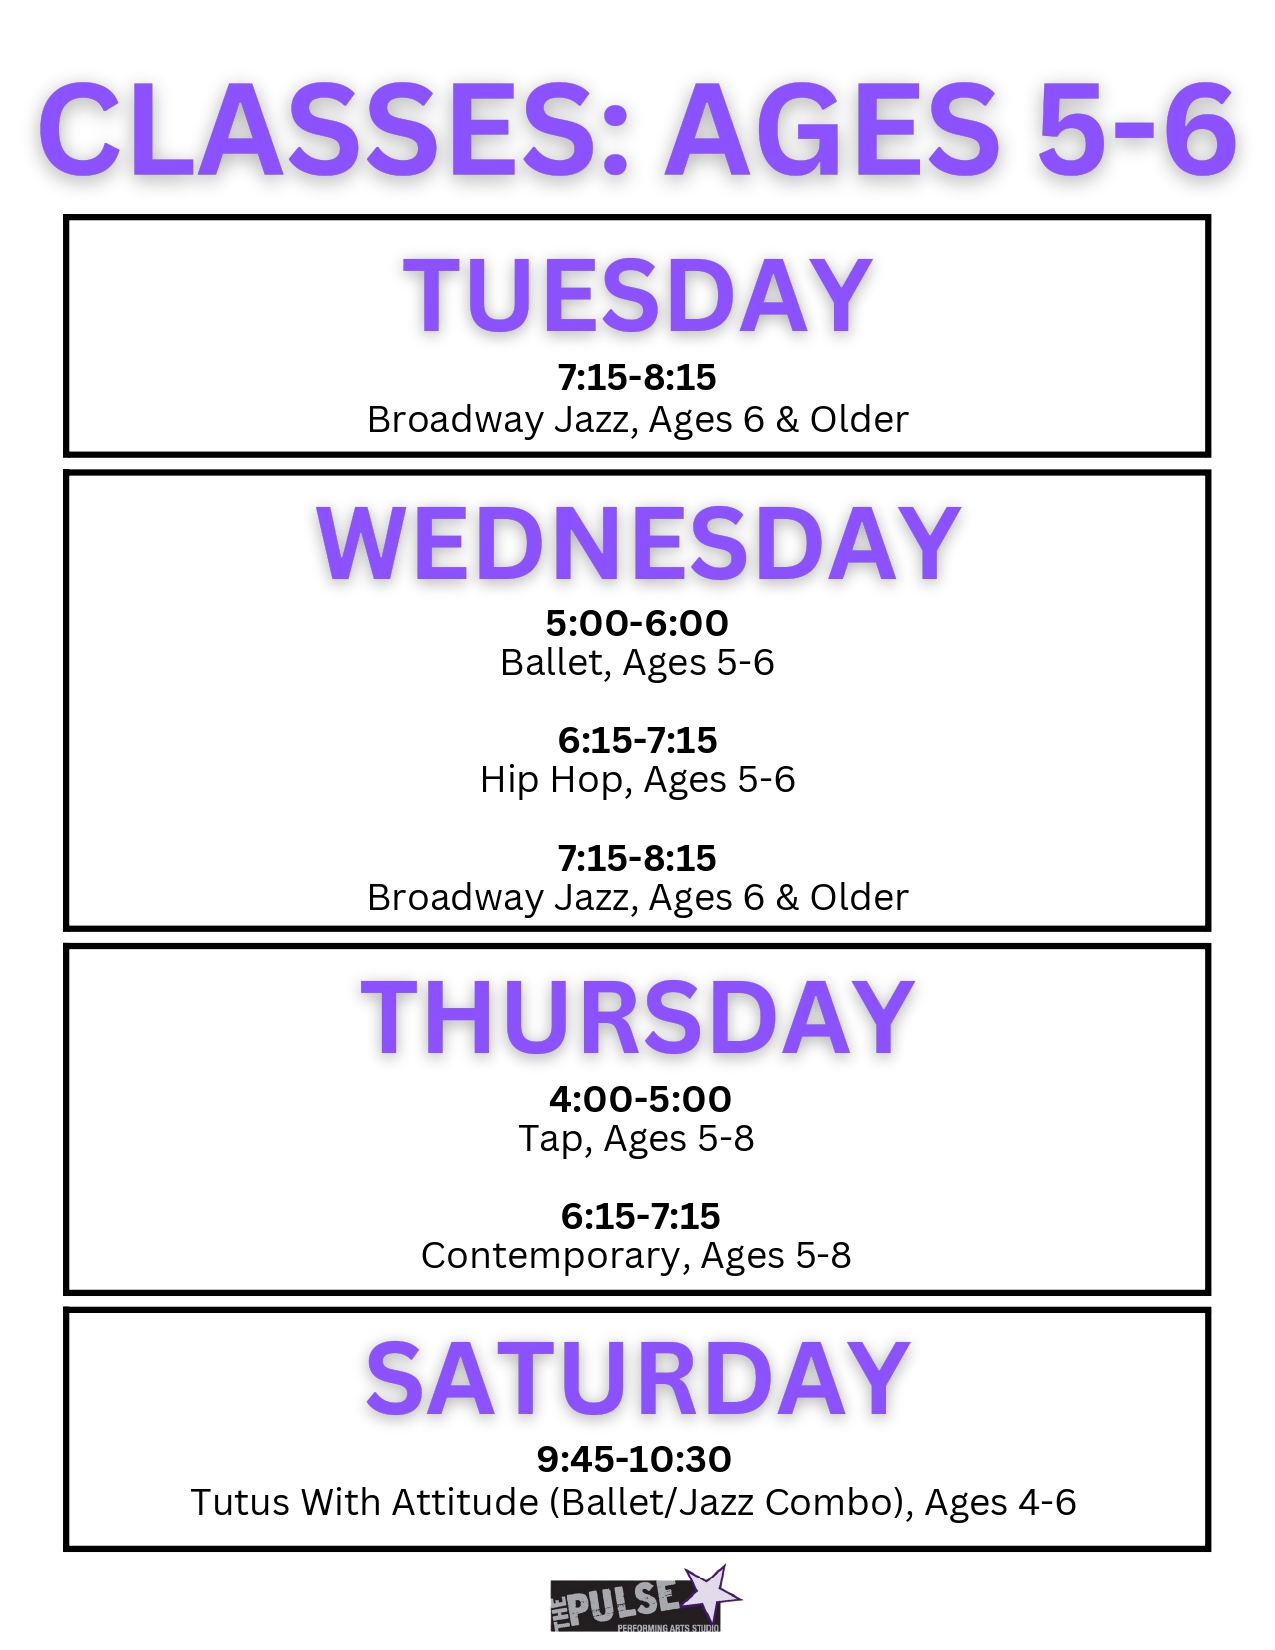 CLASSES: AGES 5-6
TUESDAY
7:15-8:15
Broadway Jazz, Ages 6 & Older
WEDNESDAY
5:00-6:00
Ballet, Ages 5-6
6:15-7:15
Hip Hop, Ages 5-6
7:15-8:15
Broadway Jazz, Ages 6 & Older
THURSDAY
4:00-5:00
Tap, Ages 5-8
6:15-7:15
Contemporary, Ages 5-8
SATURDAY
9:45-10:30
Tutus With Attitude (Ballet/Jazz Combo), Ages 4-6
THE PULSE
PERFORMING ARTS STUDIO